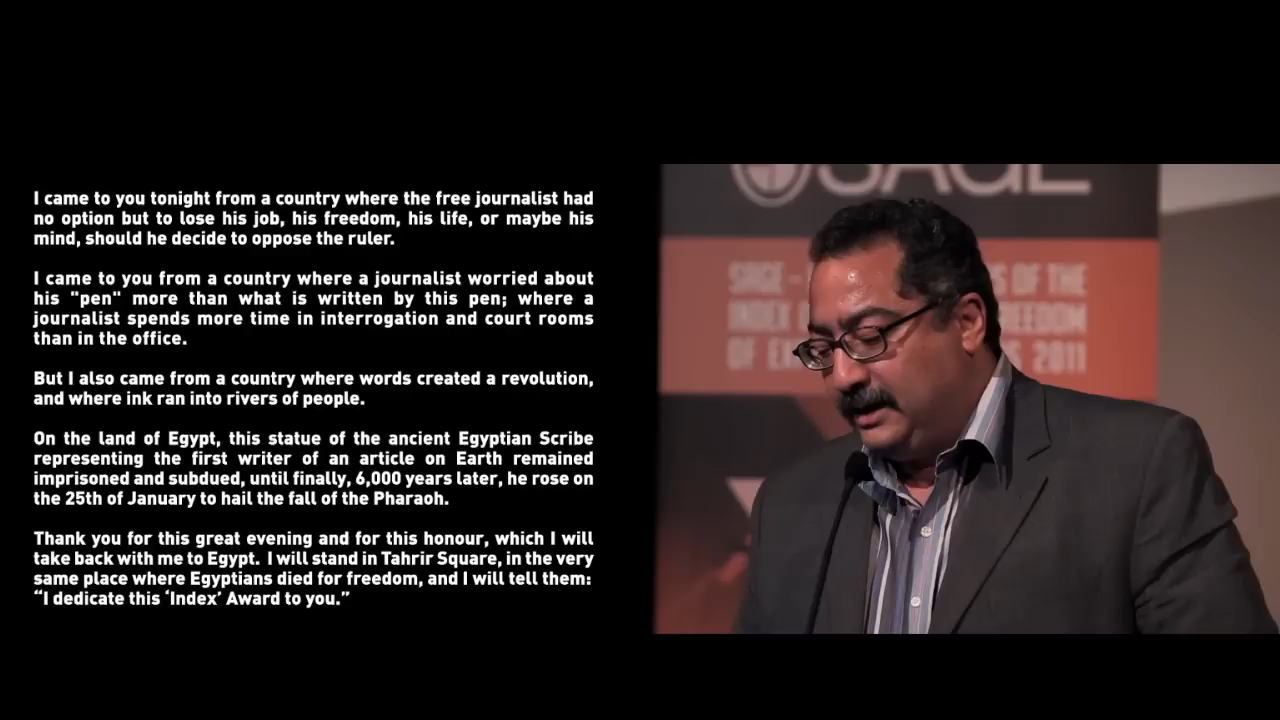 I came to you tonight from a country where the free journalist had
no option but to lose his job, his freedom, his life, or maybe his
mind, should he decide to oppose the ruler.
I came to you from a country where a journalist worried about
his "pen" more than what is written by this pen; where a
journalist spends more time in interrogation and court rooms
than in the office.
But I also came from a country where words created a revolution,
and where ink ran into rivers of people.
On the land of Egypt, this statue of the ancient Egyptian Scribe
representing the first writer of an article on Earth remained
imprisoned and subdued, until finally, 6,000 years later, he rose on
the 25th of January to hail the fall of the Pharaoh.
Thank you for this great evening and for this honour, which I will
take back with me to Egypt. I will stand in Tahrir Square, in the very
same place where Egyptians died for freedom, and I will tell them:
“I dedicate this ‘Index’ Award to you.”
SAGE
SAGE - OF THE
INDEX
OF 2011